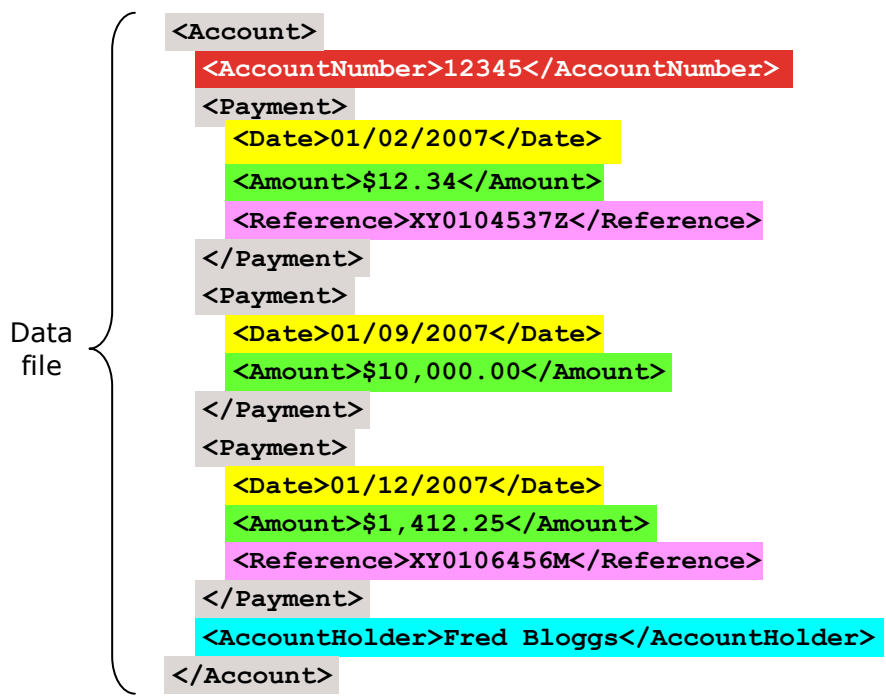 <Account>
<AccountNumber>12345</AccountNumber>
<Payment>
<Date>01/02/2007</Date>
<Amount>$12.34</Amount>
<Reference>XY0104537Z</Reference>
</Payment>
<Payment>
<Date>01/09/2007</Date>
<Amount>$10,000.00</Amount>
</Payment>
<Payment>
<Date>01/12/2007</Date>
<Amount>$1,412.25</Amount>
<Reference>XY0106456M</Reference>
</Payment>
<AccountHolder>Fred Bloggs</AccountHolder>
</Account>
Data
file